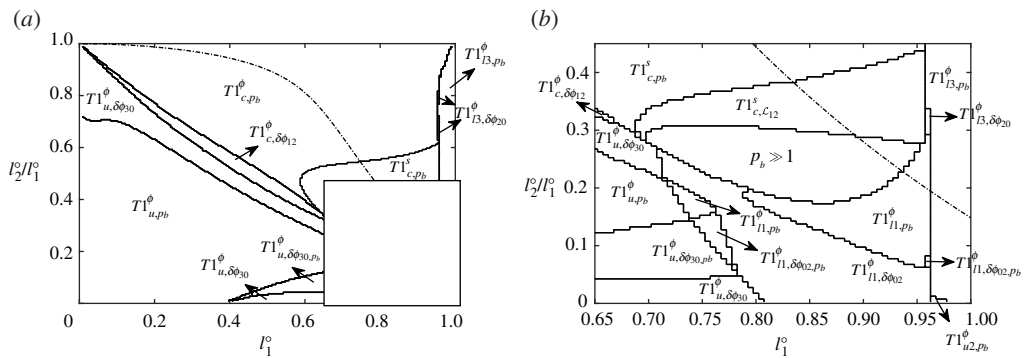 (a)
1.0
0.8
0.6
0.4
0.2
l₂°/l₁°
0
0.2
0.4
0.6
0.8
1.0
l₁°
T1^ϕ_{c,p_b}
T1^ϕ_{l3,p_b}
T1^ϕ_{l3,δϕ20}
T1^ϕ_{u,δϕ30}
T1^ϕ_{c,δϕ12}
T1^s_{c,p_b}
T1^ϕ_{u,p_b}
T1^ϕ_{u,δϕ30,p_b}
T1^ϕ_{u,δϕ30}
(b)
0.4
0.3
0.2
0.1
0
l₂°/l₁°
0.65
0.70
0.75
0.80
0.85
0.90
0.95
1.00
l₁°
T1^s_{c,p_b}
T1^ϕ_{l3,p_b}
T1^ϕ_{c,δϕ12}
T1^s_{c,ℒ12}
T1^ϕ_{l3,δϕ20}
T1^ϕ_{u,δϕ30}
p_b ≫ 1
T1^ϕ_{u,p_b}
T1^ϕ_{l1,p_b}
T1^ϕ_{l1,p_b}
T1^ϕ_{u,δϕ30,p_b}
T1^ϕ_{l1,δϕ02,p_b}
T1^ϕ_{l1,δϕ02}
T1^ϕ_{l1,δϕ02,p_b}
T1^ϕ_{u,δϕ30}
T1^ϕ_{u2,p_b}